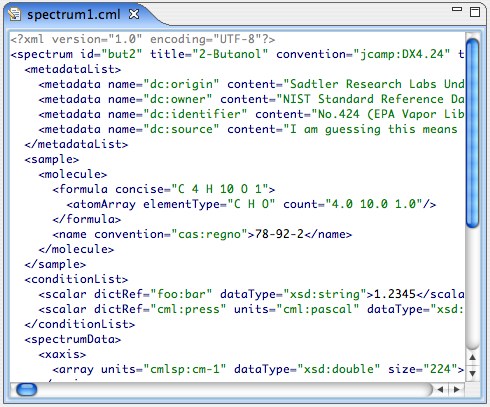 spectrum1.cml
<?xml version="1.0" encoding="UTF-8"?>
<spectrum id="but2" title="2-Butanol" convention="jcamp:DX4.24" t
<metadataList>
<metadata name="dc:origin" content="Sadtler Research Labs Und
<metadata name="dc:owner" content="NIST Standard Reference Da
<metadata name="dc:identifier" content="No.424 (EPA Vapor Lib
<metadata name="dc:source" content="I am guessing this means
</metadataList>
<sample>
<molecule>
<formula concise="C 4 H 10 O 1">
<atomArray elementType="C H O" count="4.0 10.0 1.0"/>
</formula>
<name convention="cas:regno">78-92-2</name>
</molecule>
</sample>
<conditionList>
<scalar dictRef="foo:bar" dataType="xsd:string">1.2345</scala
<scalar dictRef="cml:press" units="cml:pascal" dataType="xsd:
</conditionList>
<spectrumData>
<xaxis>
<array units="cmlsp:cm-1" dataType="xsd:double" size="224">